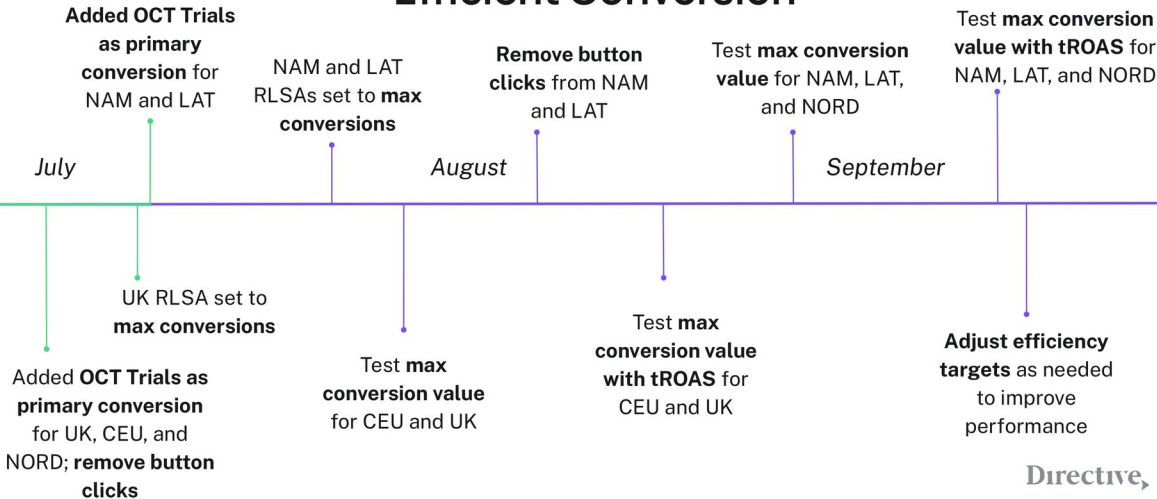 Efficient Conversion
Added OCT Trials
as primary
conversion for
NAM and LAT
NAM and LAT
RLSAs set to max
conversions
Remove button
clicks from NAM
and LAT
Test max conversion
value for NAM, LAT,
and NORD
Test max conversion
value with tROAS for
NAM, LAT, and NORD
July
August
September
UK RLSA set to
max conversions
Added OCT Trials as
primary conversion
for UK, CEU, and
NORD; remove button
clicks
Test max
conversion value
for CEU and UK
Test max
conversion value
with tROAS for
CEU and UK
Adjust efficiency
targets as needed
to improve
performance
Directive